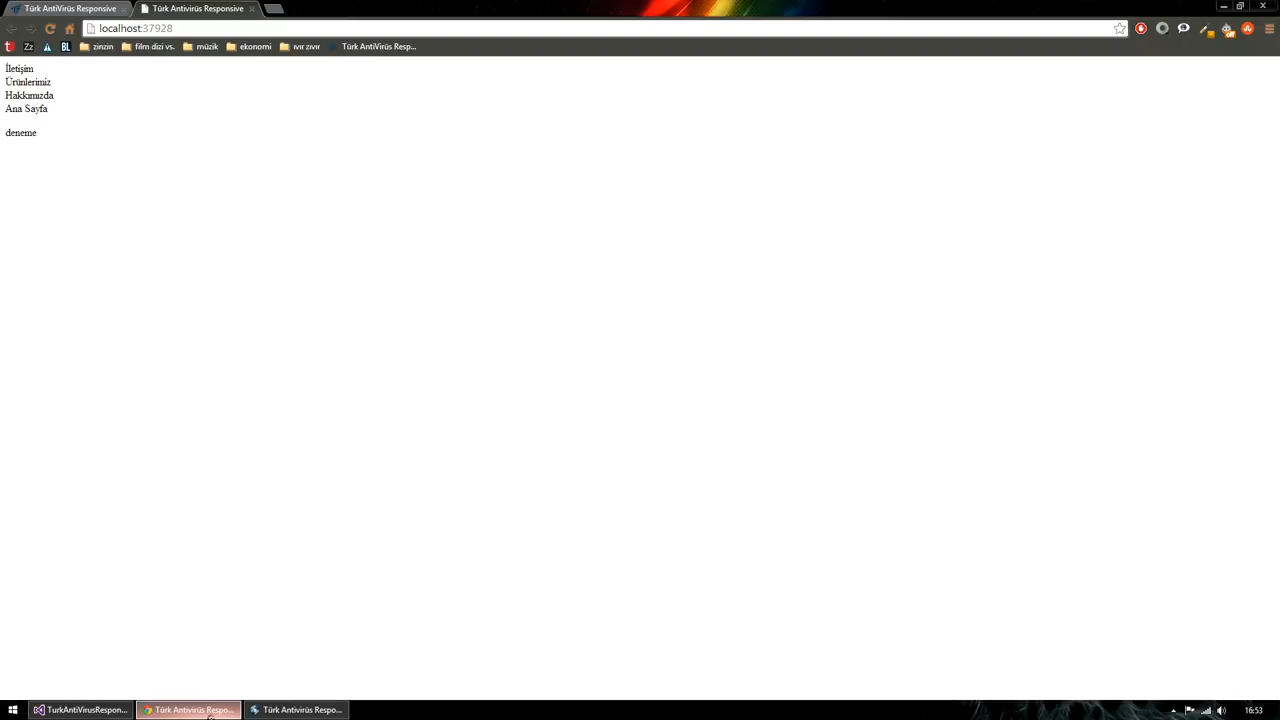 Türk AntiVirüs Responsive
Türk Antivirüs Responsive
localhost:37928
Zz
BL
zinzin
film dizi vs.
müzik
ekonomi
ıvır zıvır
Türk AntiVirüs Resp...
İletişim
Ürünlerimiz
Hakkımızda
Ana Sayfa
deneme
TurkAntiVirusRespon...
Türk Antivirüs Respo...
Türk Antivirüs Respo...
16:53